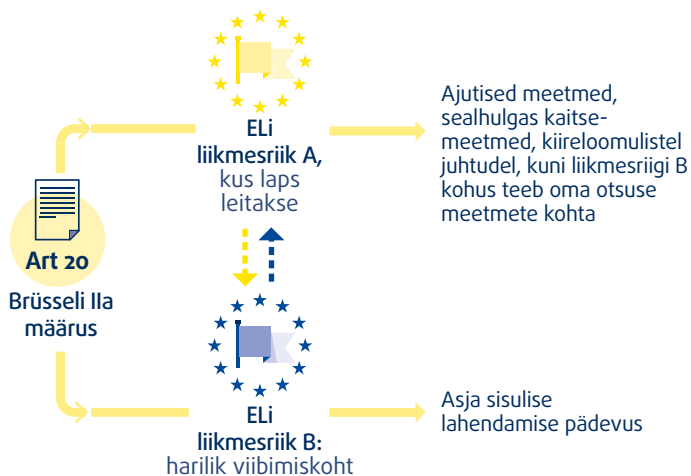 Art 20
Brüsseli IIa
määrus
ELi
liikmesriik A,
kus laps
leitakse
Ajutised meetmed,
sealhulgas kaitse-
meetmed, kiireloomulistel
juhtudel, kuni liikmesriigi B
kohus teeb oma otsuse
meetmete kohta
ELi
liikmesriik B:
harilik viibimiskoht
Asja sisulise
lahendamise pädevus